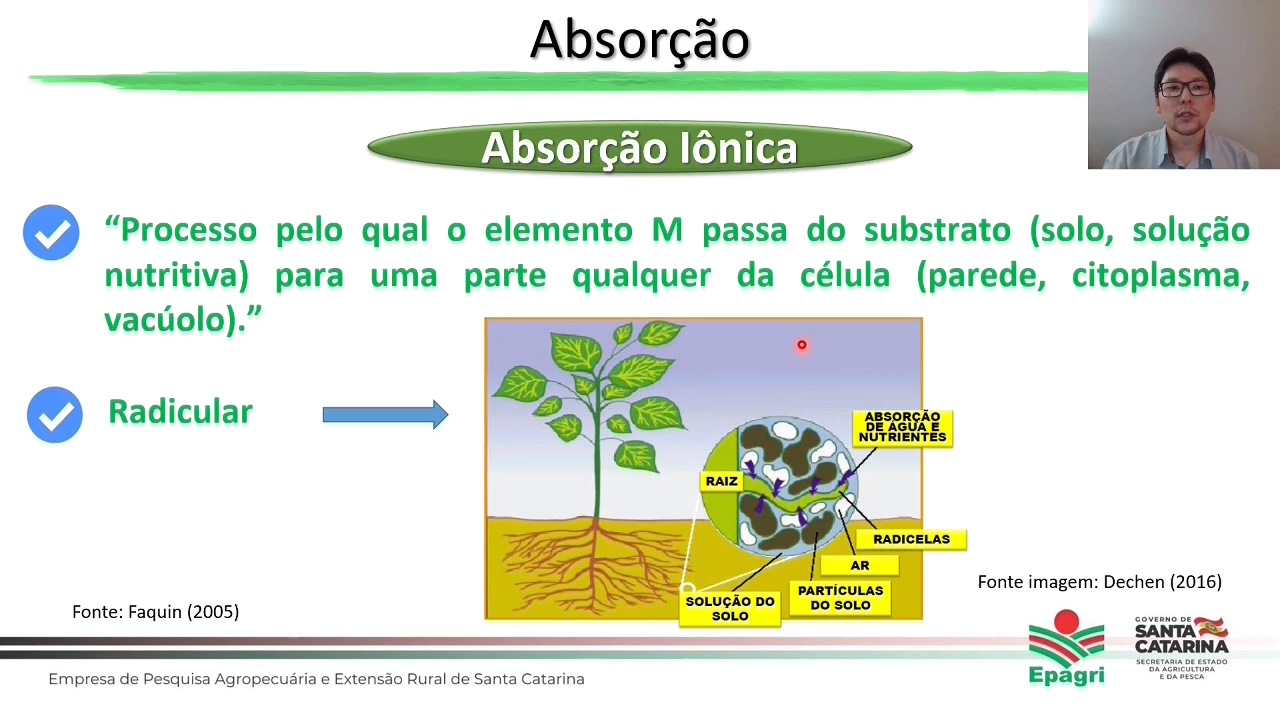 Absorção
Absorção Iônica
“Processo pelo qual o elemento M passa do substrato (solo, solução
nutritiva) para uma parte qualquer da célula (parede, citoplasma,
vacúolo).”
Radicular
ABSORÇÃO
DE ÁGUA E
NUTRIENTES
RAIZ
RADICELAS
AR
PARTÍCULAS
DO SOLO
SOLUÇÃO DO
SOLO
Fonte imagem: Dechen (2016)
Fonte: Faquin (2005)
Epagri
GOVERNO DE
SANTA
CATARINA
SECRETARIA DE ESTADO
DA AGRICULTURA
E DA PESCA
Empresa de Pesquisa Agropecuária e Extensão Rural de Santa Catarina